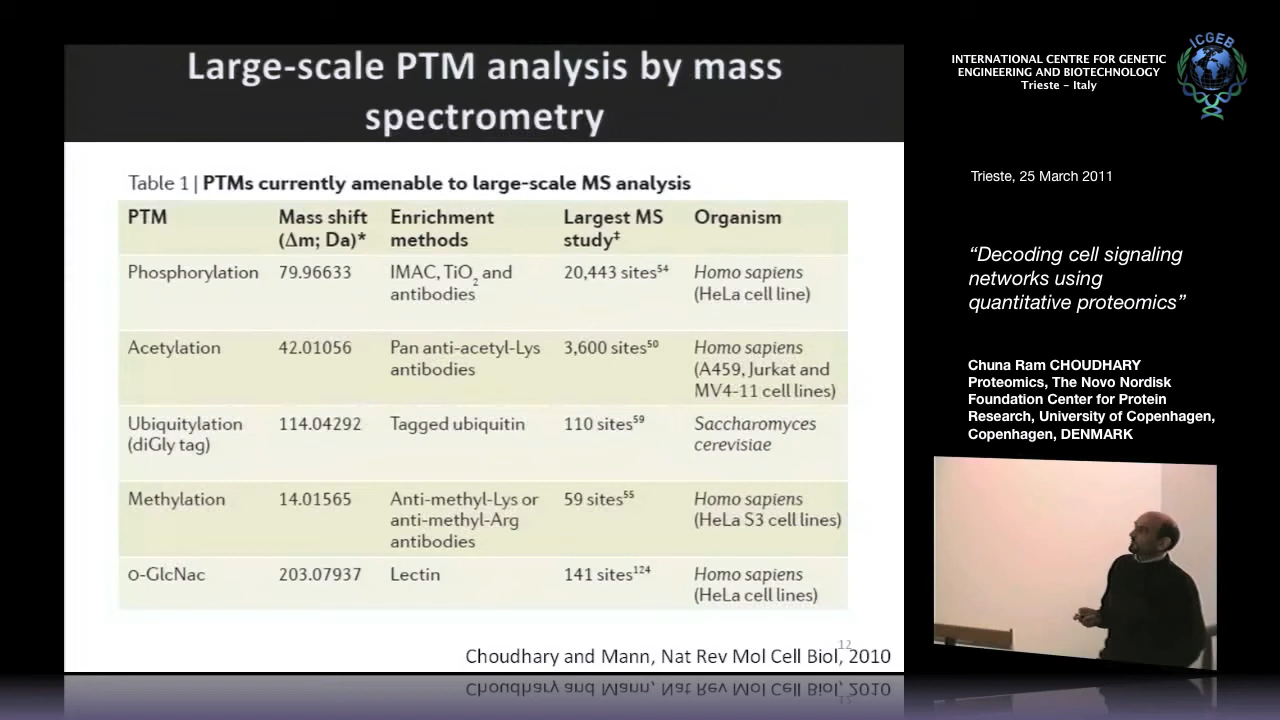 Large-scale PTM analysis by mass
spectrometry
Table 1 | PTMs currently amenable to large-scale MS analysis
PTM Mass shift (Δm; Da)* Enrichment methods Largest MS study‡ Organism
Phosphorylation 79.96633 IMAC, TiO2 and antibodies 20,443 sites54 Homo sapiens (HeLa cell line)
Acetylation 42.01056 Pan anti-acetyl-Lys antibodies 3,600 sites50 Homo sapiens (A459, Jurkat and MV4-11 cell lines)
Ubiquitylation (diGly tag) 114.04292 Tagged ubiquitin 110 sites59 Saccharomyces cerevisiae
Methylation 14.01565 Anti-methyl-Lys or anti-methyl-Arg antibodies 59 sites55 Homo sapiens (HeLa S3 cell lines)
O-GlcNac 203.07937 Lectin 141 sites124 Homo sapiens (HeLa cell lines)
12
Choudhary and Mann, Nat Rev Mol Cell Biol, 2010
INTERNATIONAL CENTRE FOR GENETIC
ENGINEERING AND BIOTECHNOLOGY
Trieste - Italy
ICGEB
Trieste, 25 March 2011
“Decoding cell signaling
networks using
quantitative proteomics”
Chuna Ram CHOUDHARY
Proteomics, The Novo Nordisk
Foundation Center for Protein
Research, University of Copenhagen,
Copenhagen, DENMARK